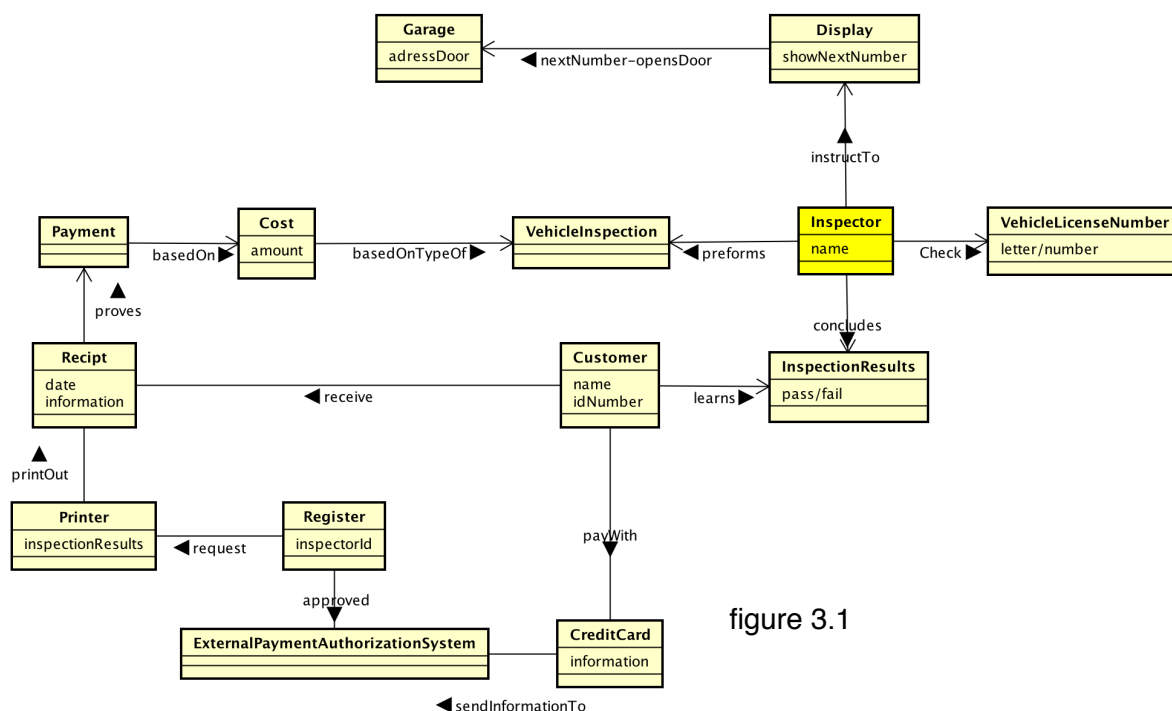 Garage
adressDoor
Display
showNextNumber
nextNumber-opensDoor
instructTo
Payment
basedOn
Cost
amount
basedOnTypeOf
VehicleInspection
preforms
Inspector
name
Check
VehicleLicenseNumber
letter/number
proves
concludes
Recipt
date
information
receive
Customer
name
idNumber
learns
InspectionResults
pass/fail
printOut
Printer
inspectionResults
request
Register
inspectorId
payWith
approved
figure 3.1
ExternalPaymentAuthorizationSystem
CreditCard
information
sendInformationTo